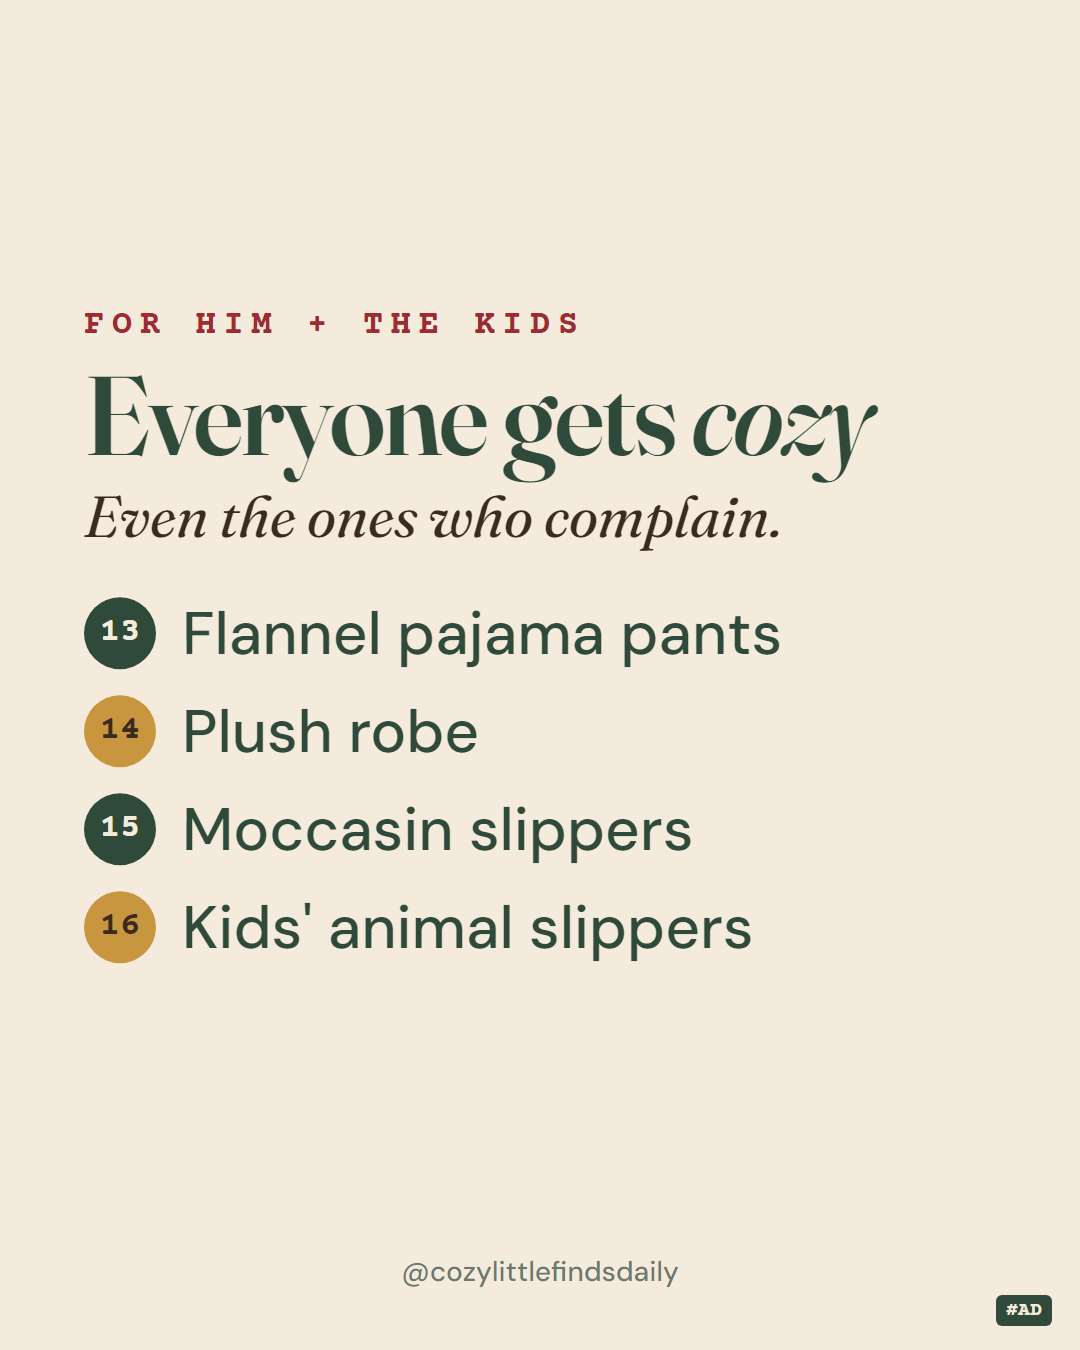 FOR HIM + THE KIDS
Everyone gets cozy
Even the ones who complain.
13 Flannel pajama pants
14 Plush robe
15 Moccasin slippers
16 Kids' animal slippers
@cozylittlefindsdaily
#AD